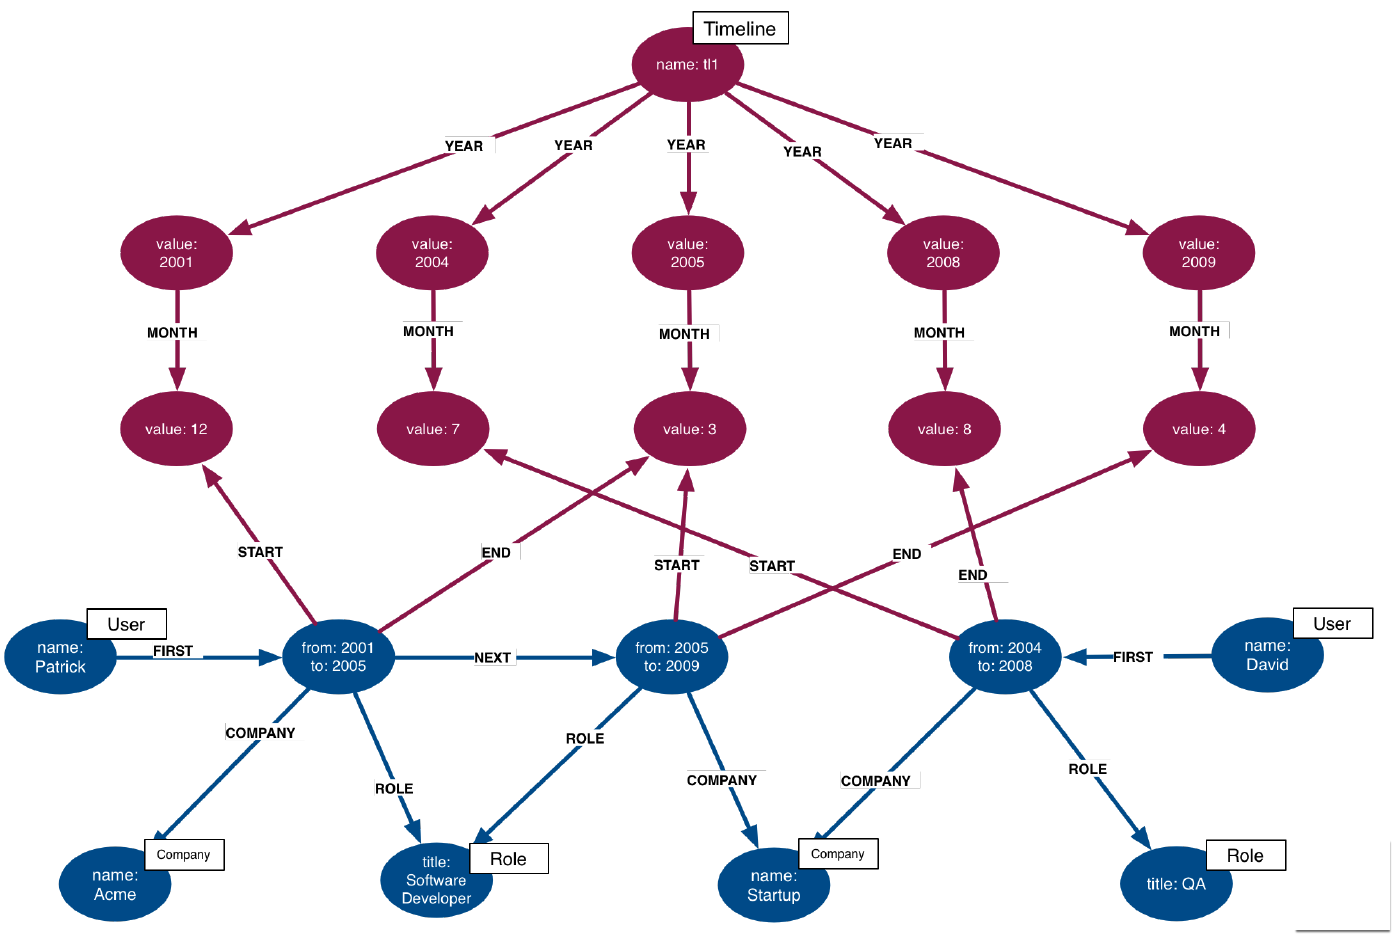 Timeline
name: tl1
YEAR
YEAR
YEAR
YEAR
YEAR
value:
2001
value:
2004
value:
2005
value:
2008
value:
2009
MONTH
MONTH
MONTH
MONTH
MONTH
value: 12
value: 7
value: 3
value: 8
value: 4
START
END
START
START
END
END
User
name:
Patrick
FIRST
from: 2001
to: 2005
NEXT
from: 2005
to: 2009
from: 2004
to: 2008
FIRST
User
name:
David
COMPANY
ROLE
ROLE
COMPANY
COMPANY
ROLE
Company
name:
Acme
Role
title:
Software
Developer
Company
name:
Startup
Role
title: QA